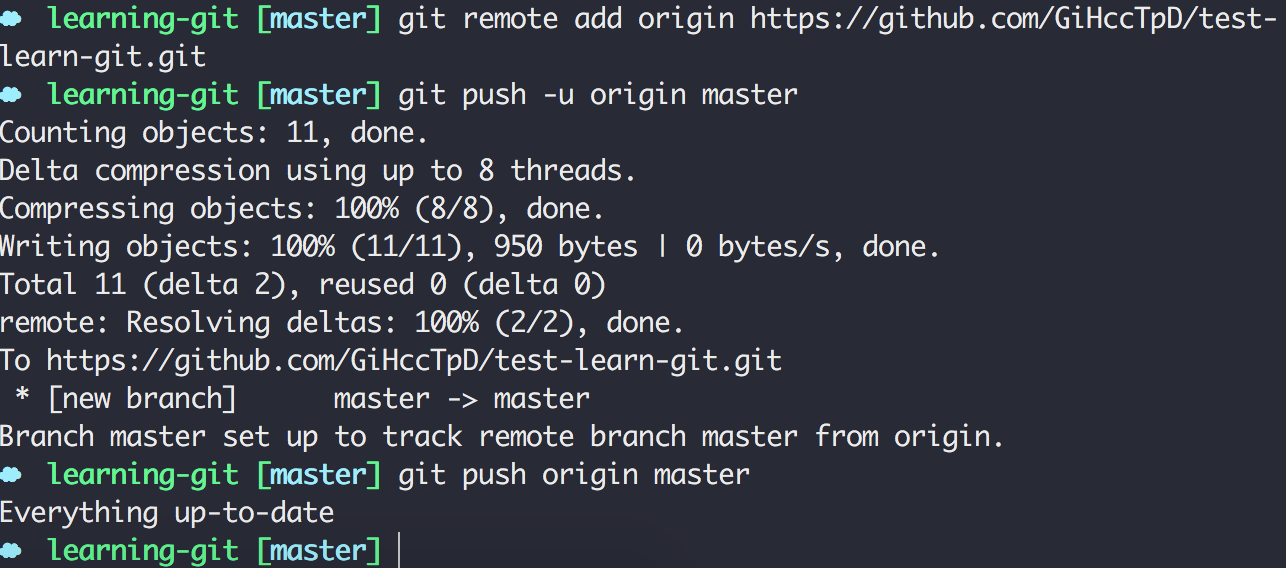 learning-git [master] git remote add origin https://github.com/GiHccTpD/test-
learn-git.git
learning-git [master] git push -u origin master
Counting objects: 11, done.
Delta compression using up to 8 threads.
Compressing objects: 100% (8/8), done.
Writing objects: 100% (11/11), 950 bytes | 0 bytes/s, done.
Total 11 (delta 2), reused 0 (delta 0)
remote: Resolving deltas: 100% (2/2), done.
To https://github.com/GiHccTpD/test-learn-git.git
 * [new branch]      master -> master
Branch master set up to track remote branch master from origin.
learning-git [master] git push origin master
Everything up-to-date
learning-git [master]